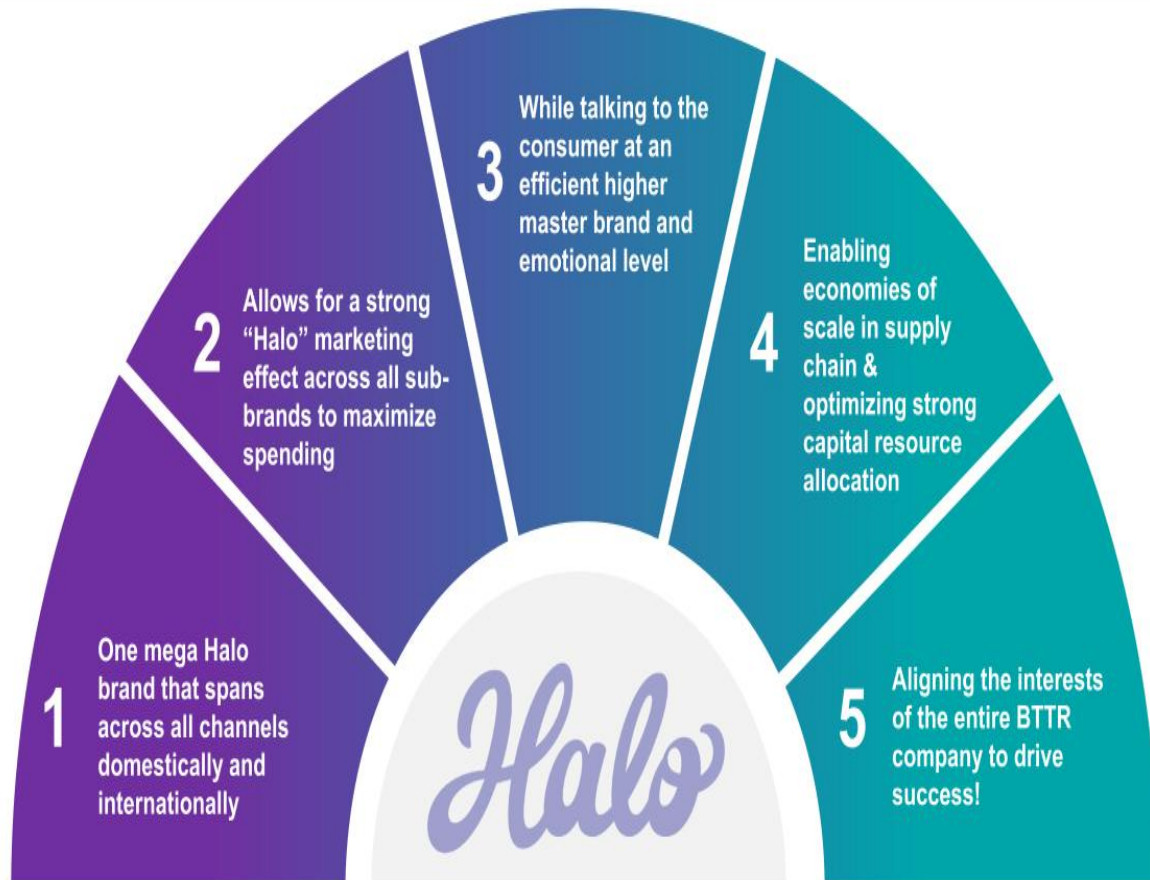 1
One mega Halo
brand that spans
across all channels
domestically and
internationally
2
Allows for a strong
“Halo” marketing
effect across all sub-
brands to maximize
spending
3
While talking to the
consumer at an
efficient higher
master brand and
emotional level
4
Enabling
economies of
scale in supply
chain &
optimizing strong
capital resource
allocation
5
Aligning the interests
of the entire BTTR
company to drive
success!
Halo